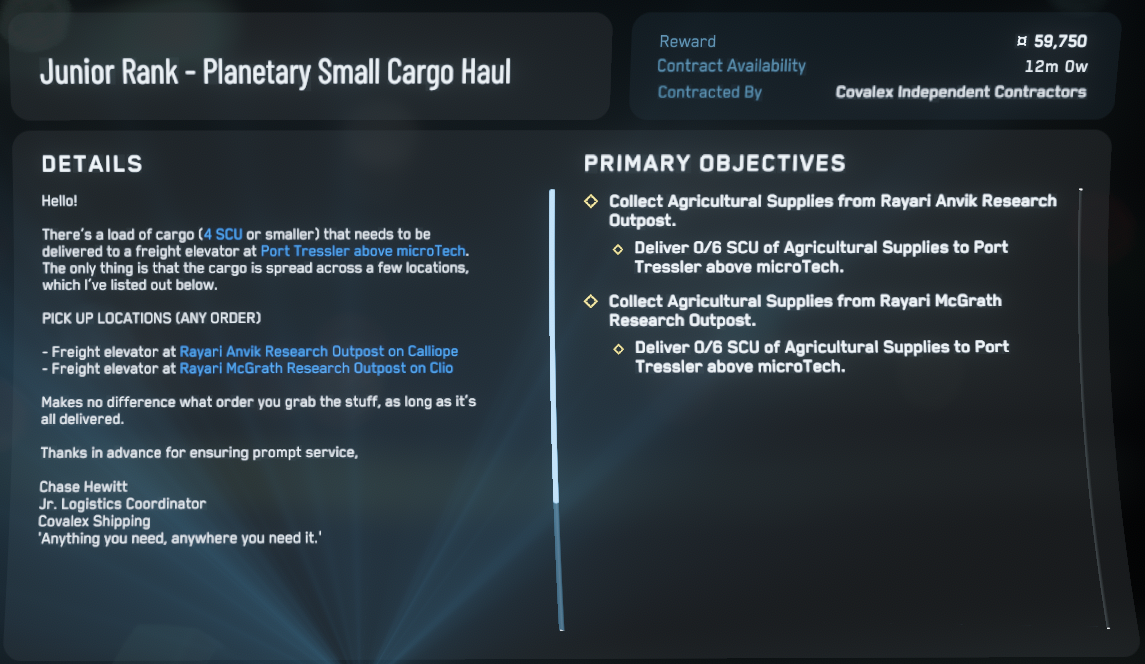 Junior Rank - Planetary Small Cargo Haul
Reward ¤ 59,750
Contract Availability 12m 0w
Contracted By Covalex Independent Contractors
DETAILS
Hello!
There's a load of cargo (4 SCU or smaller) that needs to be
delivered to a freight elevator at Port Tressler above microTech.
The only thing is that the cargo is spread across a few locations,
which I've listed out below.
PICK UP LOCATIONS (ANY ORDER)
- Freight elevator at Rayari Anvik Research Outpost on Calliope
- Freight elevator at Rayari McGrath Research Outpost on Clio
Makes no difference what order you grab the stuff, as long as it's
all delivered.
Thanks in advance for ensuring prompt service,
Chase Hewitt
Jr. Logistics Coordinator
Covalex Shipping
'Anything you need, anywhere you need it.'
PRIMARY OBJECTIVES
Collect Agricultural Supplies from Rayari Anvik Research
Outpost.
Deliver 0/6 SCU of Agricultural Supplies to Port
Tressler above microTech.
Collect Agricultural Supplies from Rayari McGrath
Research Outpost.
Deliver 0/6 SCU of Agricultural Supplies to Port
Tressler above microTech.